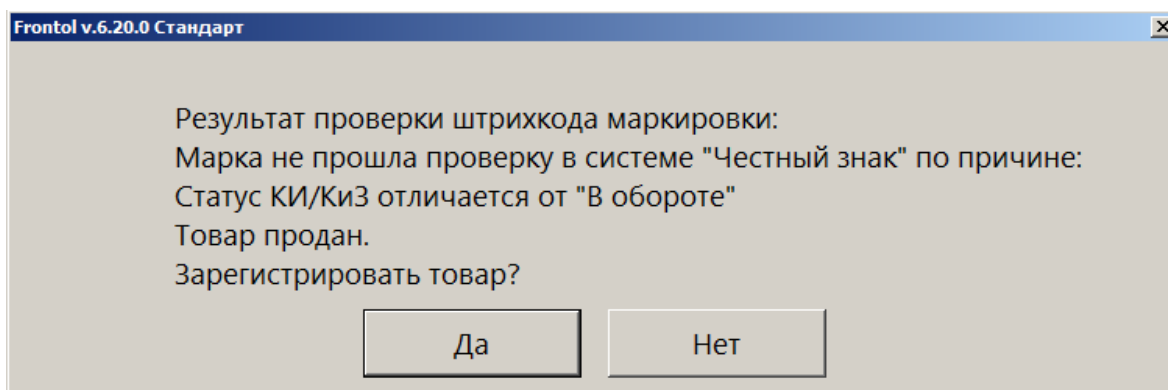 Frontol v.6.20.0 Стандарт
Результат проверки штрихкода маркировки:
Марка не прошла проверку в системе "Честный знак" по причине:
Статус КИ/КиЗ отличается от "В обороте"
Товар продан.
Зарегистрировать товар?
Да
Нет